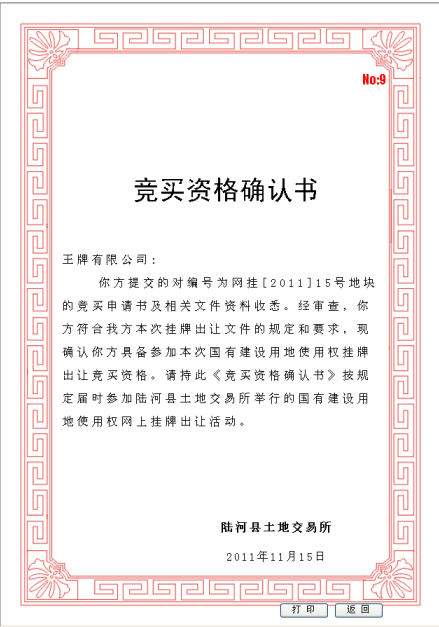 No:9
竞买资格确认书
王牌有限公司：
你方提交的对编号为网挂[2011]15号地块
的竞买申请书及相关文件资料收悉。经审查，你
方符合我方本次挂牌出让文件的规定和要求，现
确认你方具备参加本次国有建设用地使用权挂牌
出让竞买资格。请持此《竞买资格确认书》按规
定届时参加陆河县土地交易所举行的国有建设用
地使用权网上挂牌出让活动。
陆河县土地交易所
2011年11月15日
打 印 返 回